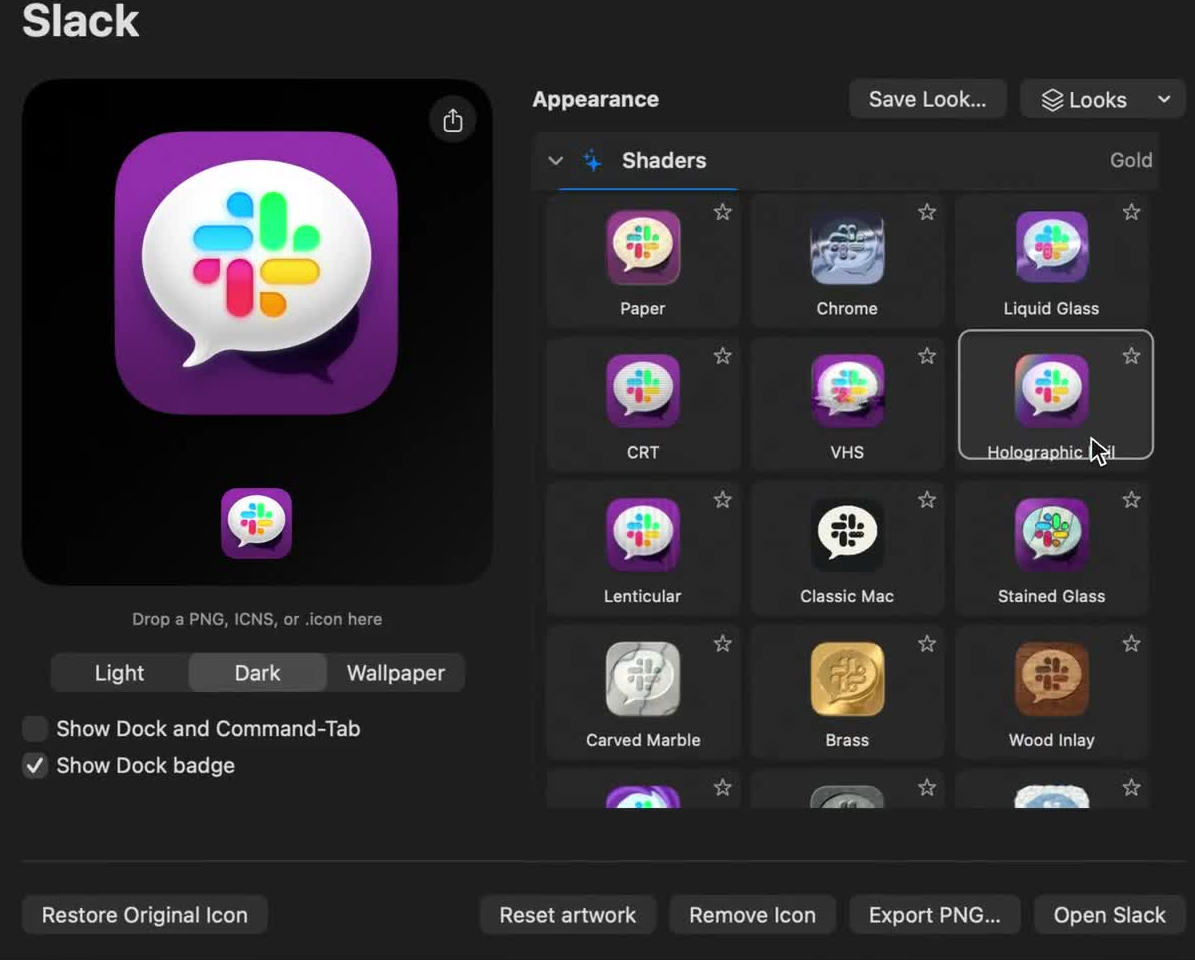 Slack
Appearance
Save Look...
Looks
Shaders
Gold
Paper
Chrome
Liquid Glass
CRT
VHS
Holographic
Lenticular
Classic Mac
Stained Glass
Carved Marble
Brass
Wood Inlay
Drop a PNG, ICNS, or .icon here
Light
Dark
Wallpaper
Show Dock and Command-Tab
Show Dock badge
Restore Original Icon
Reset artwork
Remove Icon
Export PNG...
Open Slack